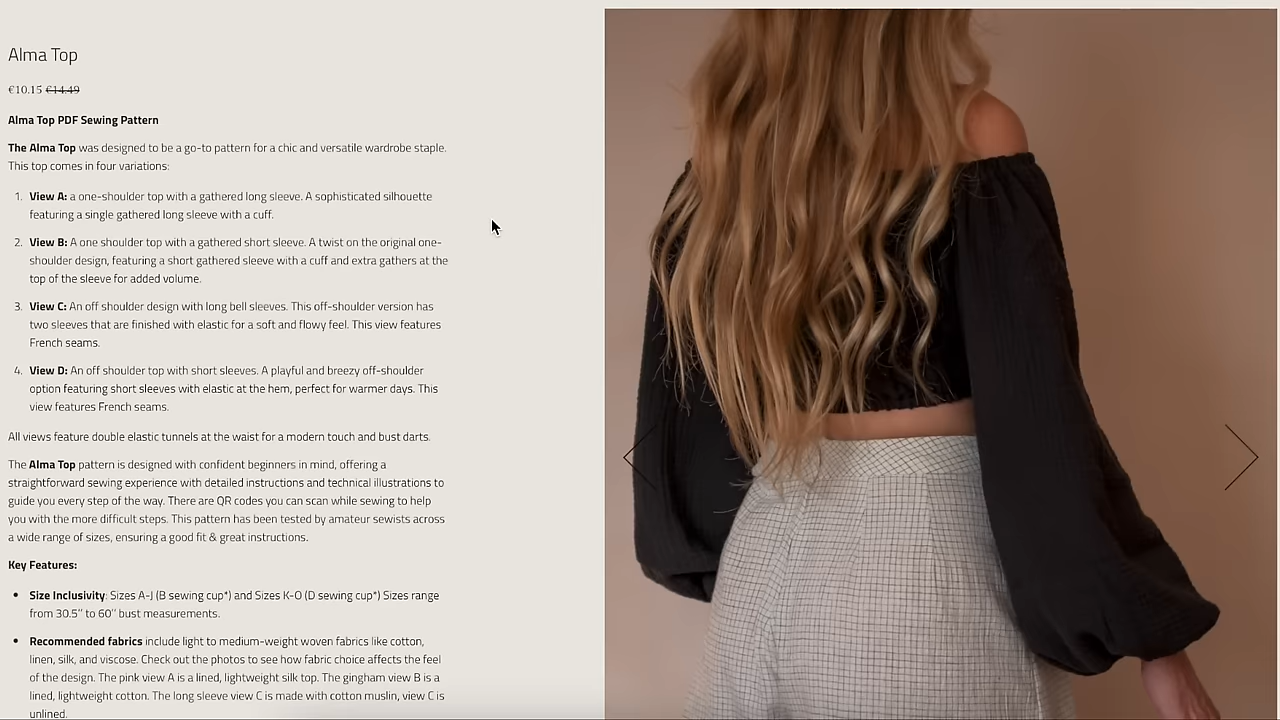 Alma Top
€10.15 €14.49
Alma Top PDF Sewing Pattern
The Alma Top was designed to be a go-to pattern for a chic and versatile wardrobe staple.
This top comes in four variations:
1. View A: a one-shoulder top with a gathered long sleeve. A sophisticated silhouette
featuring a single gathered long sleeve with a cuff.
2. View B: A one shoulder top with a gathered short sleeve. A twist on the original one-
shoulder design, featuring a short gathered sleeve with a cuff and extra gathers at the
top of the sleeve for added volume.
3. View C: An off shoulder design with long bell sleeves. This off-shoulder version has
two sleeves that are finished with elastic for a soft and flowy feel. This view features
French seams.
4. View D: An off shoulder top with short sleeves. A playful and breezy off-shoulder
option featuring short sleeves with elastic at the hem, perfect for warmer days. This
view features French seams.
All views feature double elastic tunnels at the waist for a modern touch and bust darts.
The Alma Top pattern is designed with confident beginners in mind, offering a
straightforward sewing experience with detailed instructions and technical illustrations to
guide you every step of the way. There are QR codes you can scan while sewing to help
you with the more difficult steps. This pattern has been tested by amateur sewists across
a wide range of sizes, ensuring a good fit & great instructions.
Key Features:
• Size Inclusivity: Sizes A-J (B sewing cup*) and Sizes K-O (D sewing cup*) Sizes range
from 30.5'' to 60'' bust measurements.
• Recommended fabrics include light to medium-weight woven fabrics like cotton,
linen, silk, and viscose. Check out the photos to see how fabric choice affects the feel
of the design. The pink view A is a lined, lightweight silk top. The gingham view B is a
lined, lightweight cotton. The long sleeve view C is made with cotton muslin, view C is
unlined.